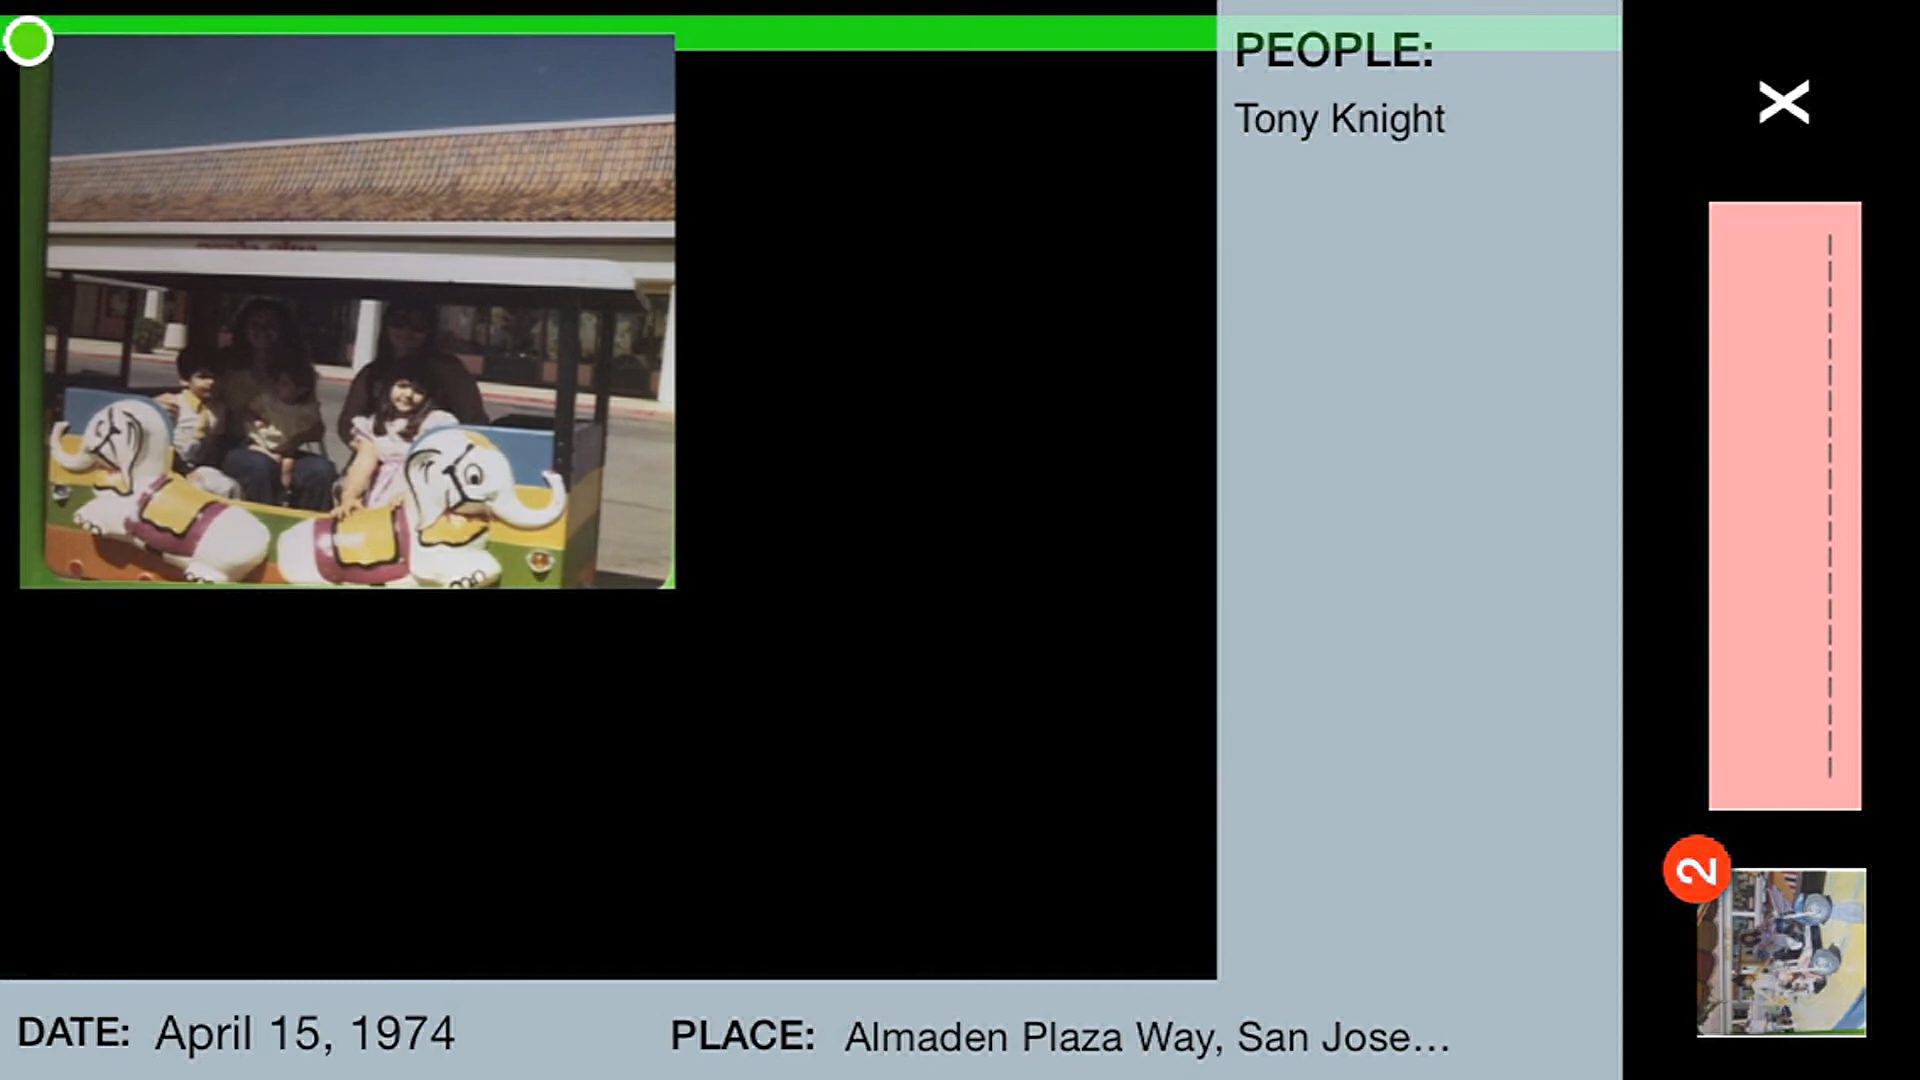 PEOPLE:
Tony Knight
2
DATE: April 15, 1974
PLACE: Almaden Plaza Way, San Jose...